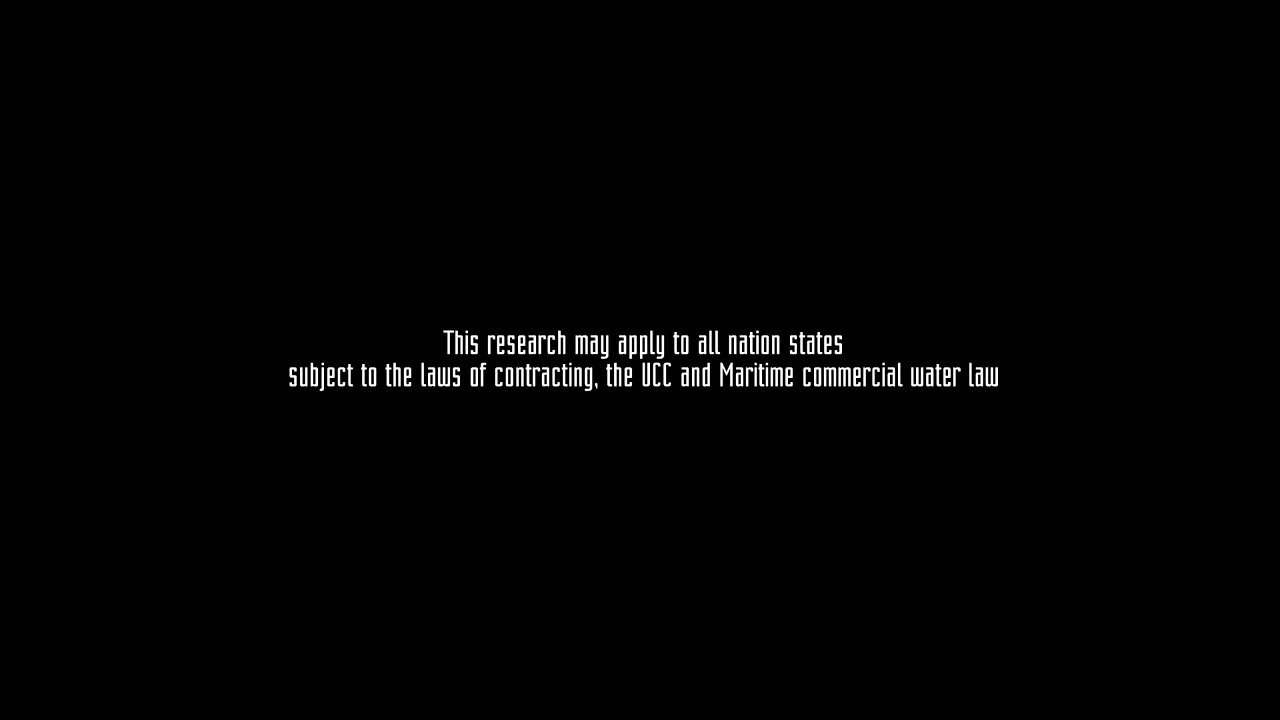 This research may apply to all nation states
subject to the laws of contracting, the UCC and Maritime commercial water law